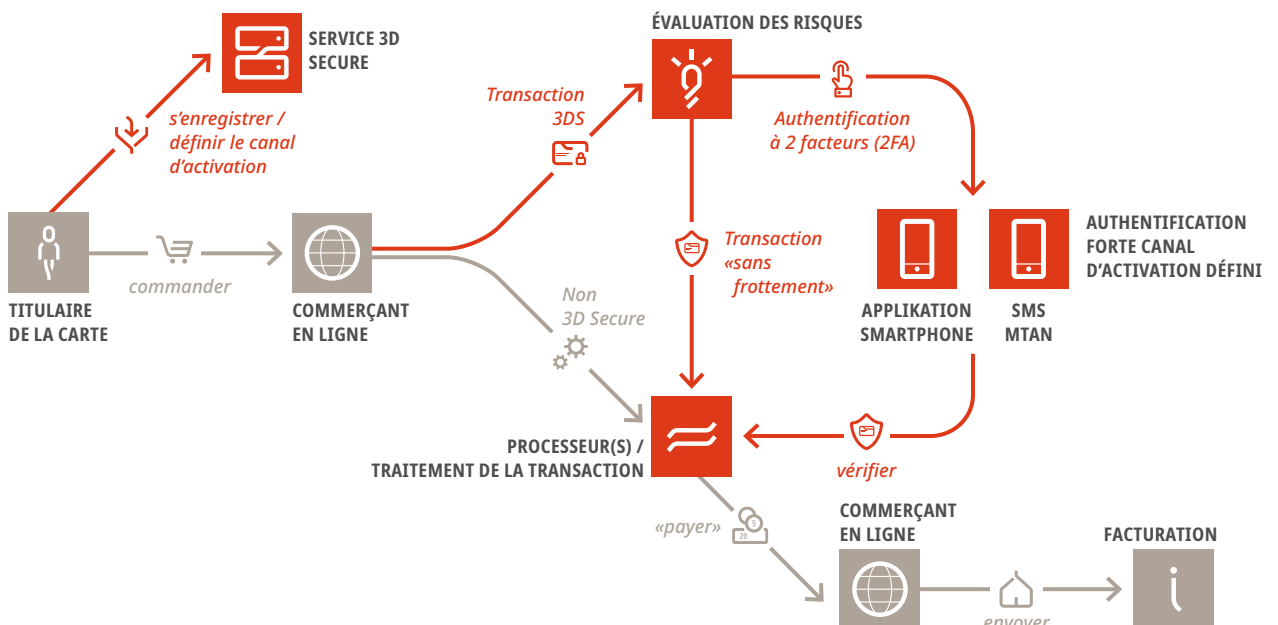 SERVICE 3D
SECURE
ÉVALUATION DES RISQUES
s'enregistrer /
définir le canal
d'activation
Transaction
3DS
Authentification
à 2 facteurs (2FA)
commander
TITULAIRE
DE LA CARTE
COMMERÇANT
EN LIGNE
Non
3D Secure
Transaction
«sans
frottement»
APPLIKATION
SMARTPHONE
SMS
MTAN
AUTHENTIFICATION
FORTE CANAL
D'ACTIVATION DÉFINI
PROCESSEUR(S) /
TRAITEMENT DE LA TRANSACTION
vérifier
«payer»
$
20
COMMERÇANT
EN LIGNE
envoyer
FACTURATION
i